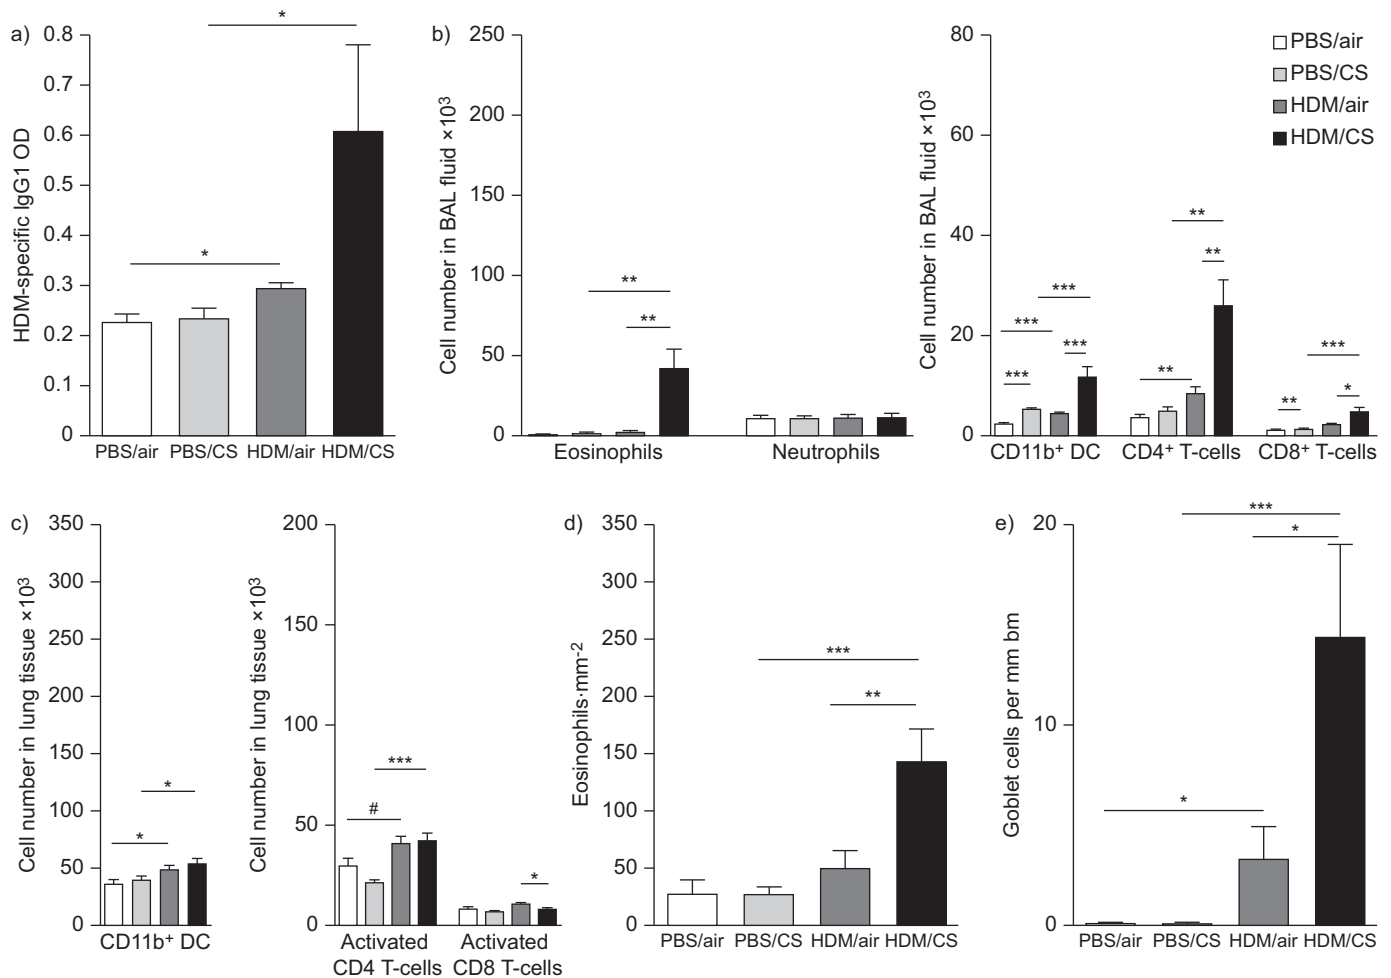 a)
HDM-specific IgG1 OD
0.8
0.7
0.6
0.5
0.4
0.3
0.2
0.1
0
*
*
PBS/air PBS/CS HDM/air HDM/CS
b)
Cell number in BAL fluid ×10³
250
200
150
100
50
0
**
**
Eosinophils Neutrophils
Cell number in BAL fluid ×10³
80
60
40
20
0
***
***
***
***
**
**
**
**
***
*
CD11b⁺ DC CD4⁺ T-cells CD8⁺ T-cells
PBS/air
PBS/CS
HDM/air
HDM/CS
c)
Cell number in lung tissue ×10³
350
300
250
200
150
100
50
0
*
*
CD11b⁺ DC
Cell number in lung tissue ×10³
200
150
100
50
0
***
#
*
Activated Activated
CD4 T-cells CD8 T-cells
d)
Eosinophils·mm⁻²
350
300
250
200
150
100
50
0
***
**
PBS/air PBS/CS HDM/air HDM/CS
e)
Goblet cells per mm bm
20
10
0
***
*
*
PBS/air PBS/CS HDM/air HDM/CS